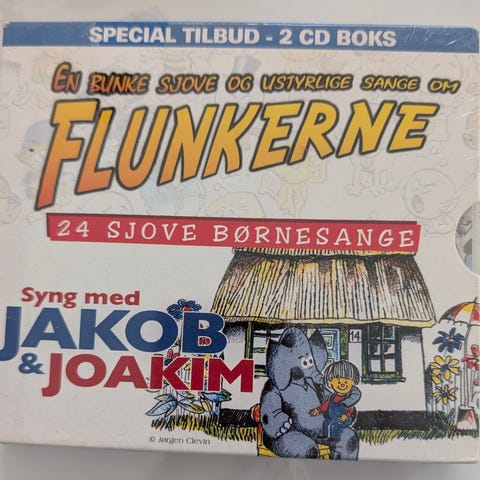 SPECIAL TILBUD - 2 CD BOKS
EN BUNKE SJOVE OG USTYRLIGE SANGE OM
FLUNKERNE
24 SJOVE BØRNESANGE
Syng med
JAKOB
& JOAKIM
14
© Jørgen Clevin